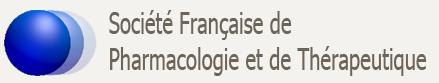 Société Française de
Pharmacologie et de Thérapeutique